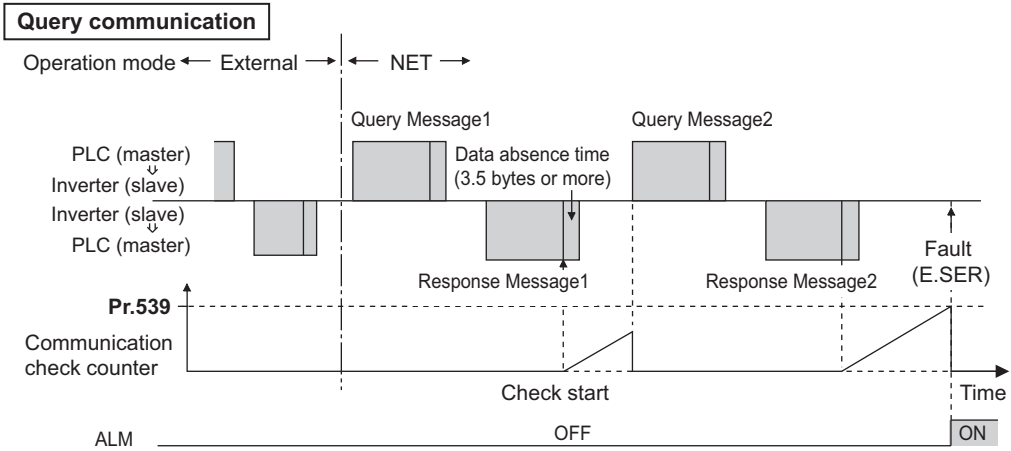 Query communication
Operation mode External NET
Query Message1 Query Message2
PLC (master)
Inverter (slave)
Inverter (slave)
PLC (master)
Data absence time
(3.5 bytes or more)
Response Message1 Response Message2
Fault
(E.SER)
Pr.539
Communication
check counter
Check start
Time
ALM OFF ON